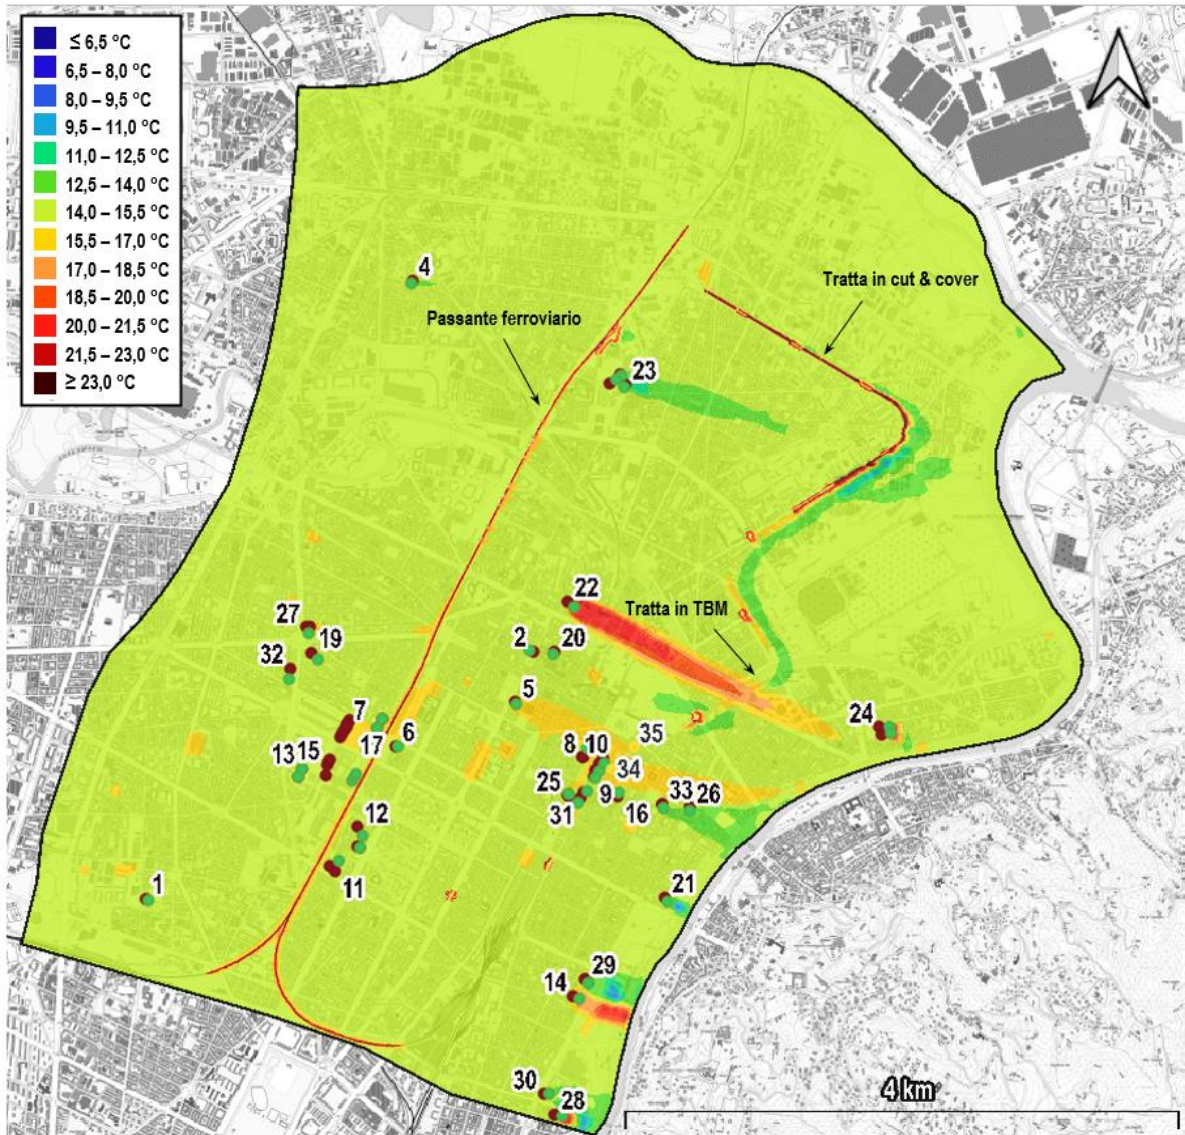 ≤ 6,5 °C
6,5 – 8,0 °C
8,0 – 9,5 °C
9,5 – 11,0 °C
11,0 – 12,5 °C
12,5 – 14,0 °C
14,0 – 15,5 °C
15,5 – 17,0 °C
17,0 – 18,5 °C
18,5 – 20,0 °C
20,0 – 21,5 °C
21,5 – 23,0 °C
≥ 23,0 °C
4
Tratta in cut & cover
Passante ferroviario
23
22
Tratta in TBM
27
19
2
20
32
5
7
24
17
6
8
10
35
13
15
34
25
9
33
26
31
16
12
11
1
21
29
14
30
28
4 km